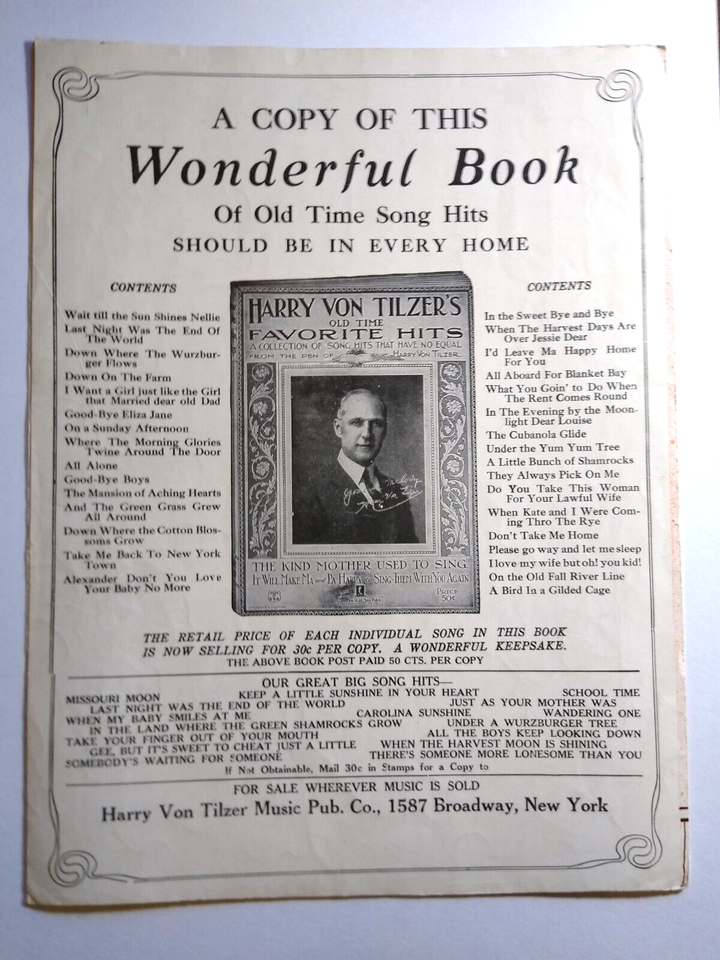 A COPY OF THIS
Wonderful Book
Of Old Time Song Hits
SHOULD BE IN EVERY HOME
CONTENTS
Wait till the Sun Shines Nellie
Last Night Was The End Of
The World
Down Where The Wurzbur-
ger Flows
Down On The Farm
I Want a Girl just like the Girl
that Married dear old Dad
Good-Bye Eliza Jane
On a Sunday Afternoon
Where The Morning Glories
Twine Around The Door
All Alone
Good-Bye Boys
The Mansion of Aching Hearts
And The Green Grass Grew
All Around
Down Where the Cotton Blos-
soms Grow
Take Me Back To New York
Town
Alexander Don't You Love
Your Baby No More
HARRY VON TILZER'S
OLD TIME
FAVORITE HITS
A COLLECTION OF SONG HITS THAT HAVE NO EQUAL
FROM THE PEN OF HARRY VON TILZER
THE KIND MOTHER USED TO SING
IT WILL MAKE MA and PA HAPPY to SING THEM WITH YOU AGAIN
PRICE
50¢
CONTENTS
In the Sweet Bye and Bye
When The Harvest Days Are
Over Jessie Dear
I'd Leave Ma Happy Home
For You
All Aboard For Blanket Bay
What You Goin' to Do When
The Rent Comes Round
In The Evening by the Moon-
light Dear Louise
The Cubanola Glide
Under the Yum Yum Tree
A Little Bunch of Shamrocks
They Always Pick On Me
Do You Take This Woman
For Your Lawful Wife
When Kate and I Were Com-
ing Thro The Rye
Don't Take Me Home
Please go way and let me sleep
I love my wife but oh! you kid!
On the Old Fall River Line
A Bird In a Gilded Cage
THE RETAIL PRICE OF EACH INDIVIDUAL SONG IN THIS BOOK
IS NOW SELLING FOR 30c PER COPY. A WONDERFUL KEEPSAKE.
THE ABOVE BOOK POST PAID 50 CTS. PER COPY
OUR GREAT BIG SONG HITS—
MISSOURI MOON KEEP A LITTLE SUNSHINE IN YOUR HEART SCHOOL TIME
LAST NIGHT WAS THE END OF THE WORLD JUST AS YOUR MOTHER WAS
WHEN MY BABY SMILES AT ME CAROLINA SUNSHINE WANDERING ONE
IN THE LAND WHERE THE GREEN SHAMROCKS GROW UNDER A WURZBURGER TREE
TAKE YOUR FINGER OUT OF YOUR MOUTH ALL THE BOYS KEEP LOOKING DOWN
GEE, BUT IT'S SWEET TO CHEAT JUST A LITTLE WHEN THE HARVEST MOON IS SHINING
SOMEBODY'S WAITING FOR SOMEONE THERE'S SOMEONE MORE LONESOME THAN YOU
If Not Obtainable, Mail 30c in Stamps for a Copy to
FOR SALE WHEREVER MUSIC IS SOLD
Harry Von Tilzer Music Pub. Co., 1587 Broadway, New York